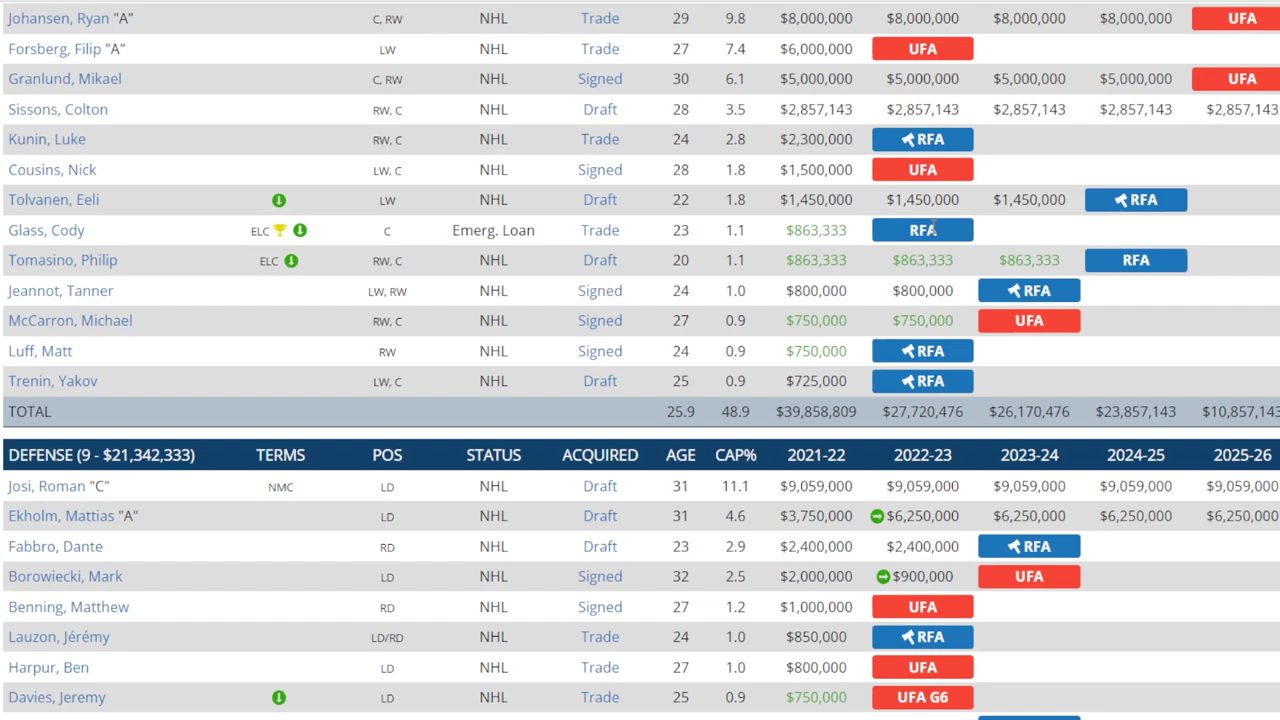 Johansen, Ryan "A" C, RW NHL Trade 29 9.8 $8,000,000 $8,000,000 $8,000,000 $8,000,000 UFA
Forsberg, Filip "A" LW NHL Trade 27 7.4 $6,000,000 UFA
Granlund, Mikael C, RW NHL Signed 30 6.1 $5,000,000 $5,000,000 $5,000,000 $5,000,000 UFA
Sissons, Colton RW, C NHL Draft 28 3.5 $2,857,143 $2,857,143 $2,857,143 $2,857,143 $2,857,143
Kunin, Luke RW, C NHL Trade 24 2.8 $2,300,000 RFA
Cousins, Nick LW, C NHL Signed 28 1.8 $1,500,000 UFA
Tolvanen, Eeli LW NHL Draft 22 1.8 $1,450,000 $1,450,000 $1,450,000 RFA
Glass, Cody ELC C Emerg. Loan Trade 23 1.1 $863,333 RFA
Tomasino, Philip ELC RW, C NHL Draft 20 1.1 $863,333 $863,333 $863,333 RFA
Jeannot, Tanner LW, RW NHL Signed 24 1.0 $800,000 $800,000 RFA
McCarron, Michael RW, C NHL Signed 27 0.9 $750,000 $750,000 UFA
Luff, Matt RW NHL Signed 24 0.9 $750,000 RFA
Trenin, Yakov LW, C NHL Draft 25 0.9 $725,000 RFA
TOTAL 25.9 48.9 $39,858,809 $27,720,476 $26,170,476 $23,857,143 $10,857,143
DEFENSE (9 - $21,342,333) TERMS POS STATUS ACQUIRED AGE CAP% 2021-22 2022-23 2023-24 2024-25 2025-26
Josi, Roman "C" NMC LD NHL Draft 31 11.1 $9,059,000 $9,059,000 $9,059,000 $9,059,000 $9,059,000
Ekholm, Mattias "A" LD NHL Draft 31 4.6 $3,750,000 $6,250,000 $6,250,000 $6,250,000 $6,250,000
Fabbro, Dante RD NHL Draft 23 2.9 $2,400,000 $2,400,000 RFA
Borowiecki, Mark LD NHL Signed 32 2.5 $2,000,000 $900,000 UFA
Benning, Matthew RD NHL Signed 27 1.2 $1,000,000 UFA
Lauzon, Jérémy LD/RD NHL Trade 24 1.0 $850,000 RFA
Harpur, Ben LD NHL Trade 27 1.0 $800,000 UFA
Davies, Jeremy LD NHL Trade 25 0.9 $750,000 UFA G6